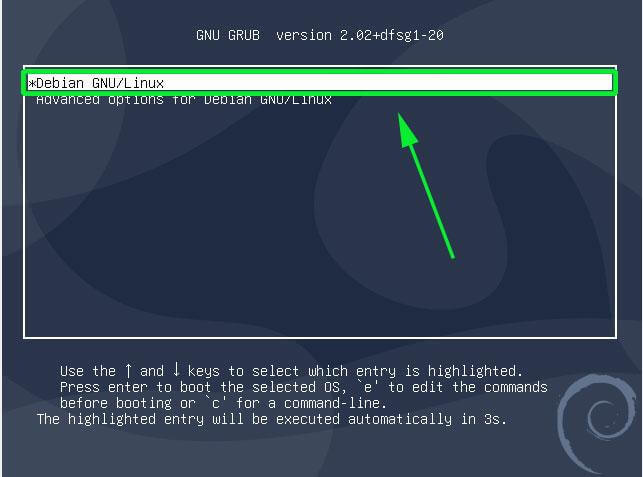 GNU GRUB  version 2.02+dfsg1-20
*Debian GNU/Linux
Advanced options for Debian GNU/Linux
Use the ↑ and ↓ keys to select which entry is highlighted.
Press enter to boot the selected OS, `e' to edit the commands
before booting or `c' for a command-line.
The highlighted entry will be executed automatically in 3s.